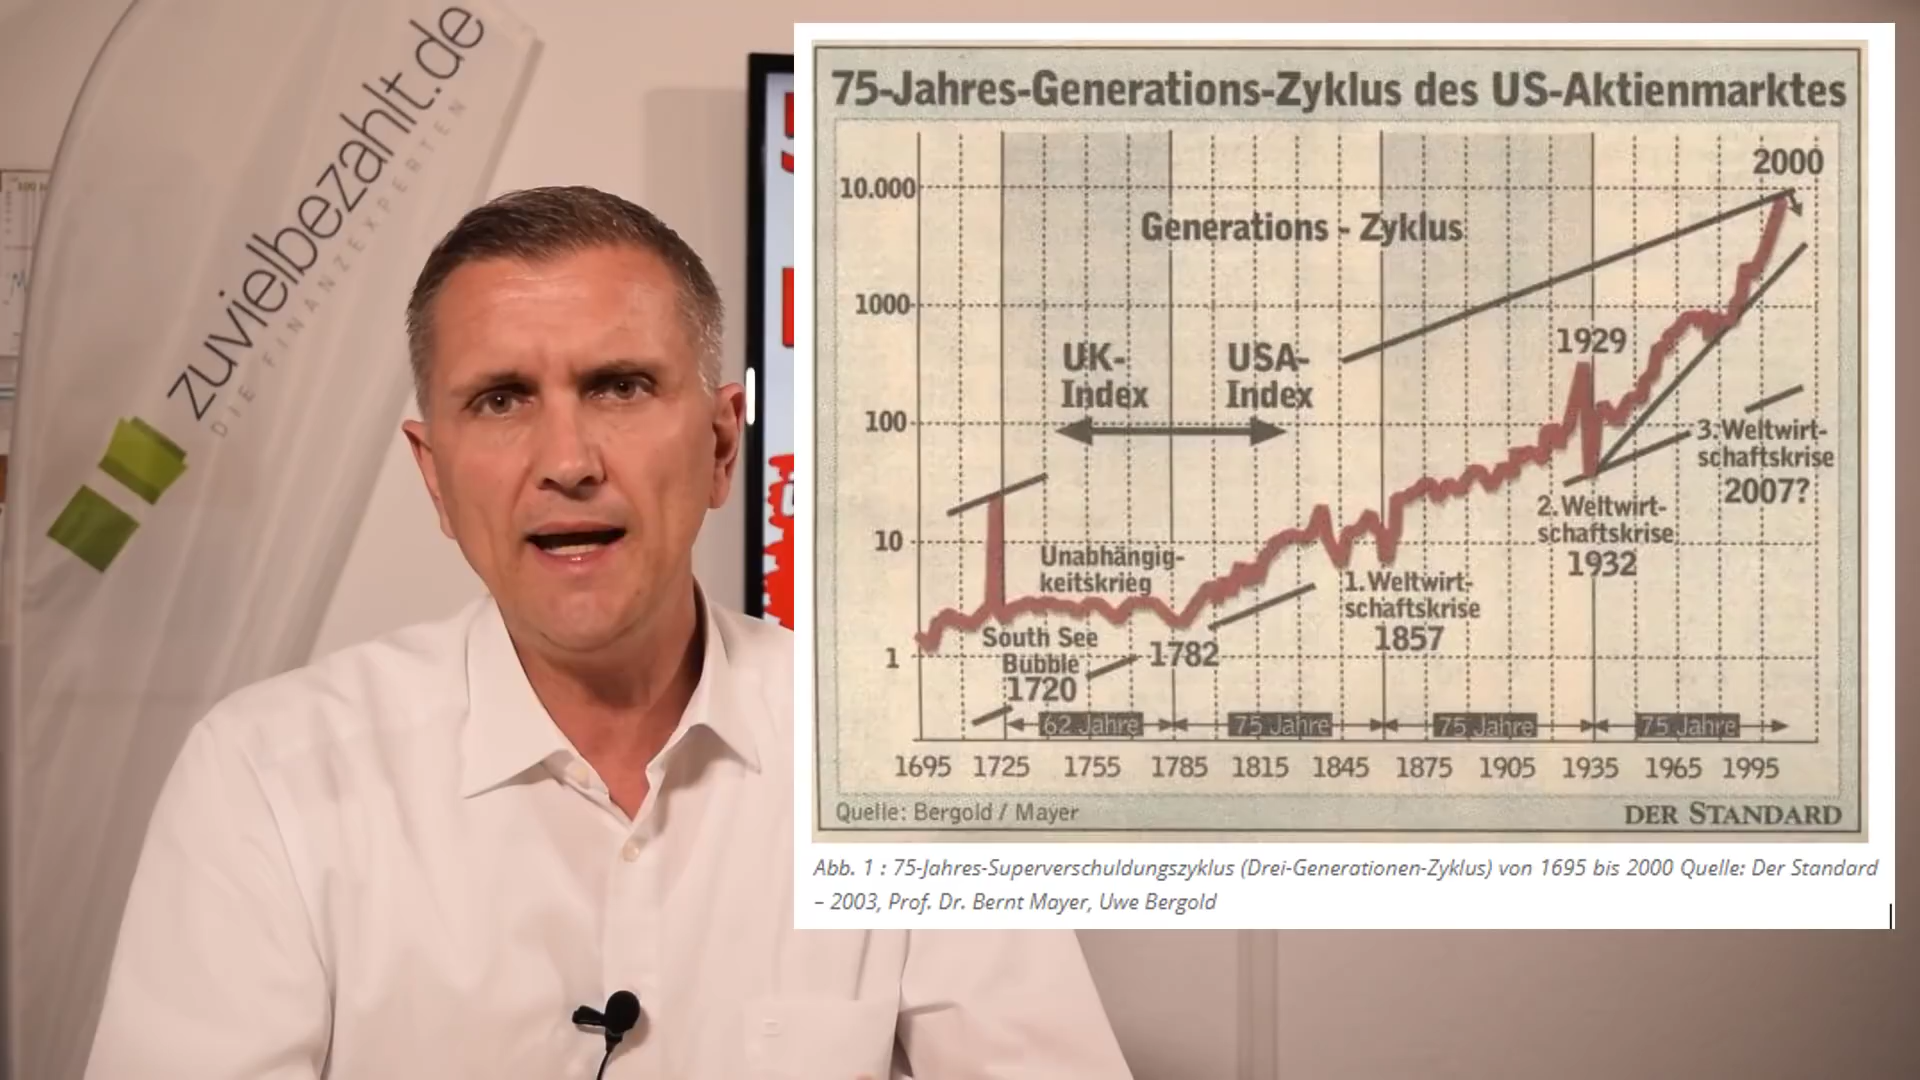 zuvielbezahlt.de
DIE FINANZEXPERTEN
75-Jahres-Generations-Zyklus des US-Aktienmarktes
2000
10.000
Generations - Zyklus
1000
1929
UK-
Index
USA-
Index
100
3.Weltwirt-
schaftskrise
2007?
2.Weltwirt-
schaftskrise
1932
10
Unabhängig-
keitskrieg
1.Weltwirt-
schaftskrise
1857
South See
Bubble
1720
1782
1
62 Jahre
75 Jahre
75 Jahre
75 Jahre
1695 1725 1755 1785 1815 1845 1875 1905 1935 1965 1995
Quelle: Bergold / Mayer
DER STANDARD
Abb. 1 : 75-Jahres-Superverschuldungszyklus (Drei-Generationen-Zyklus) von 1695 bis 2000 Quelle: Der Standard
– 2003, Prof. Dr. Bernt Mayer, Uwe Bergold